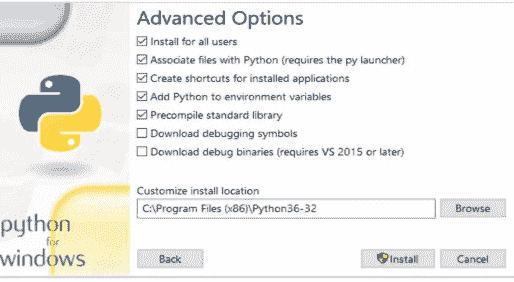 Advanced Options
Install for all users
Associate files with Python (requires the py launcher)
Create shortcuts for installed applications
Add Python to environment variables
Precompile standard library
Download debugging symbols
Download debug binaries (requires VS 2015 or later)
Customize install location
C:\Program Files (x86)\Python36-32
Browse
python
for
windows
Back
Install
Cancel